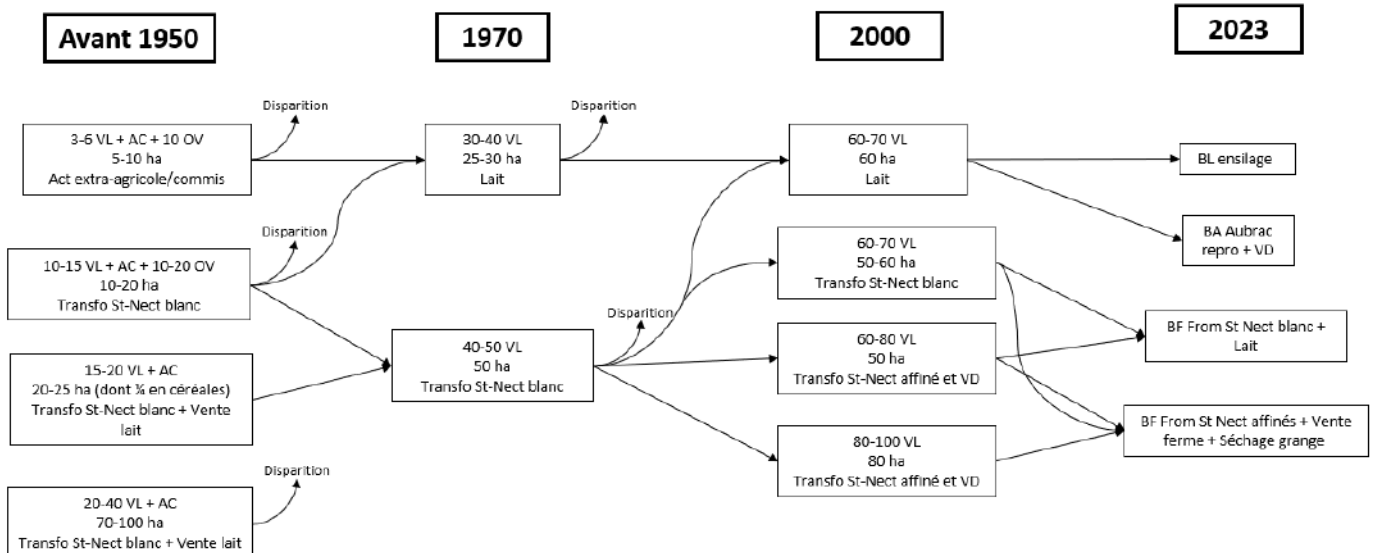 Avant 1950
1970
2000
2023
Disparition
3-6 VL + AC + 10 OV
5-10 ha
Act extra-agricole/commis
Disparition
10-15 VL + AC + 10-20 OV
10-20 ha
Transfo St-Nect blanc
15-20 VL + AC
20-25 ha (dont ¼ en céréales)
Transfo St-Nect blanc + Vente
lait
Disparition
20-40 VL + AC
70-100 ha
Transfo St-Nect blanc + Vente lait
Disparition
30-40 VL
25-30 ha
Lait
Disparition
40-50 VL
50 ha
Transfo St-Nect blanc
60-70 VL
60 ha
Lait
60-70 VL
50-60 ha
Transfo St-Nect blanc
60-80 VL
50 ha
Transfo St-Nect affiné et VD
80-100 VL
80 ha
Transfo St-Nect affiné et VD
BL ensilage
BA Aubrac
repro + VD
BF From St Nect blanc +
Lait
BF From St Nect affinés + Vente
ferme + Séchage grange